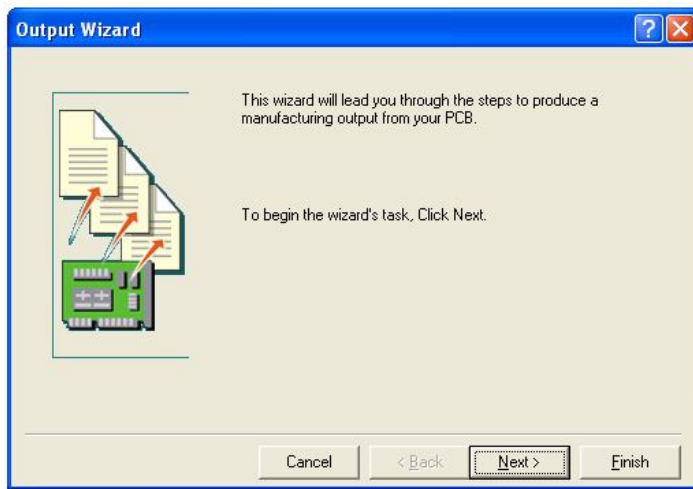 Output Wizard
?
This wizard will lead you through the steps to produce a
manufacturing output from your PCB.
To begin the wizard's task, Click Next.
Cancel < Back Next > Finish